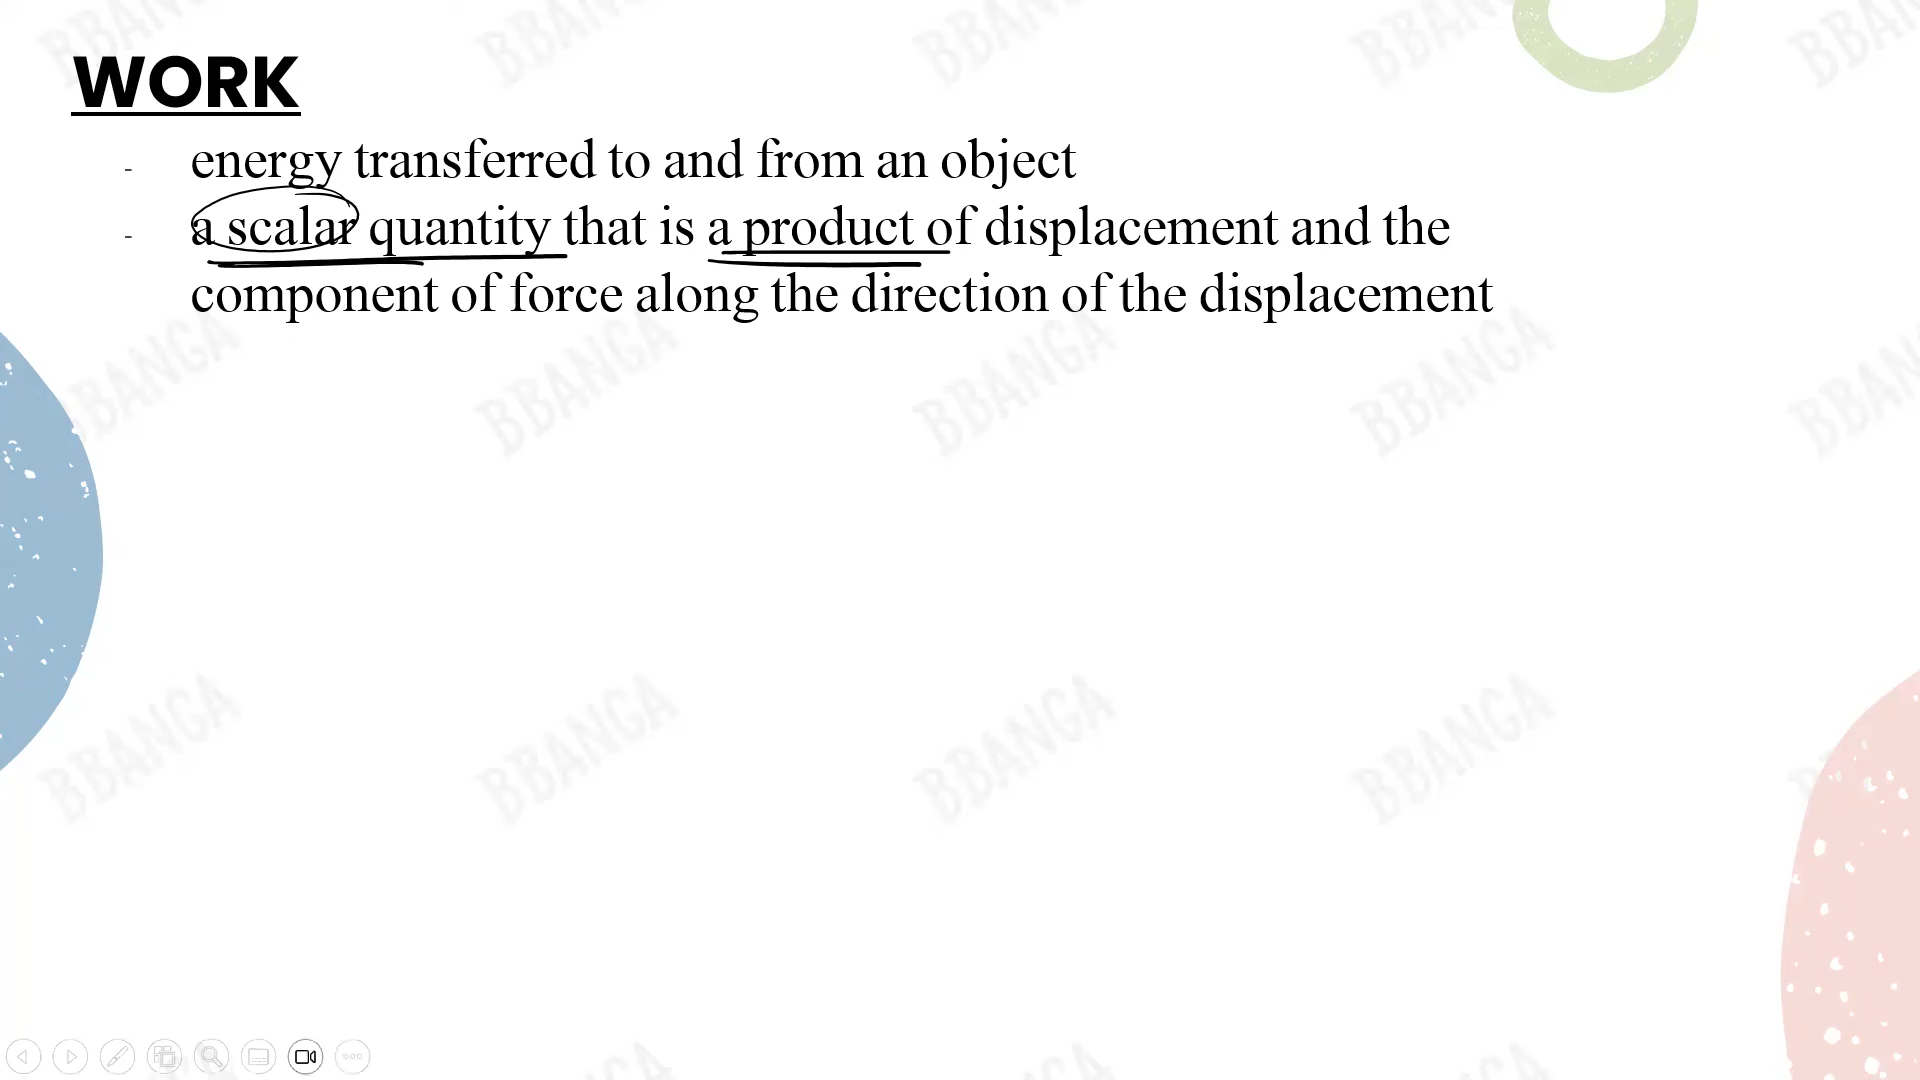 WORK
- energy transferred to and from an object
- a scalar quantity that is a product of displacement and the
component of force along the direction of the displacement
-
BBANGA